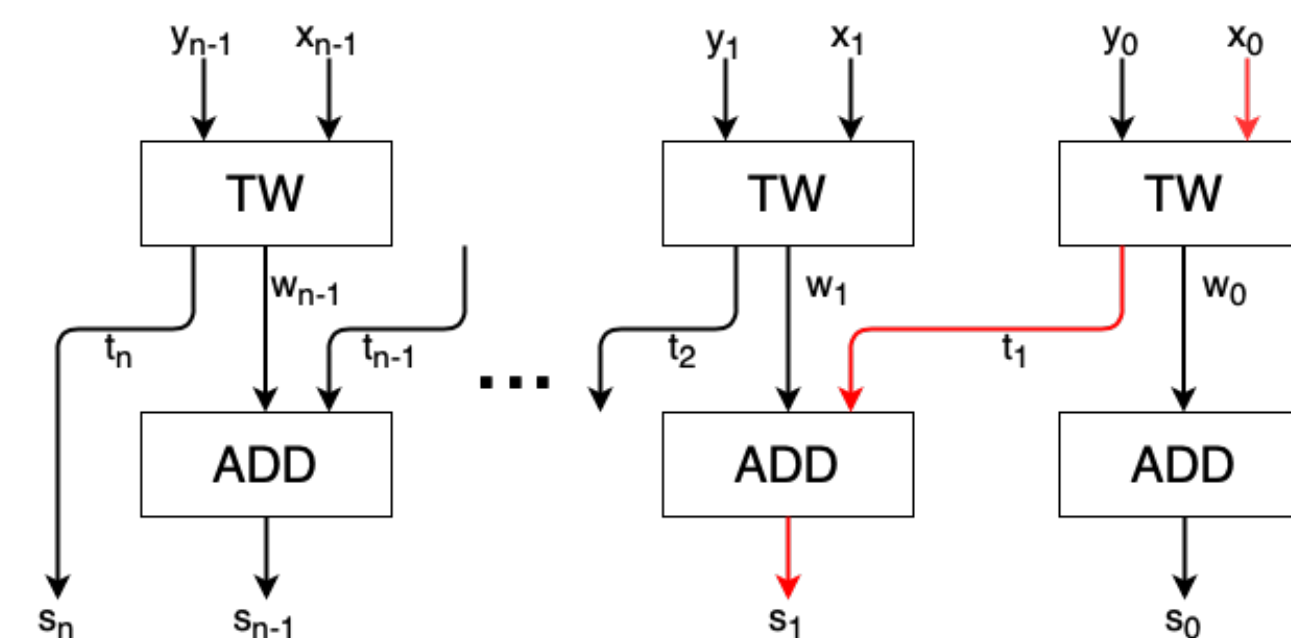 yn-1 xn-1 y1 x1 y0 x0
TW TW TW
wn-1 w1 w0
tn tn-1 t2 t1
...
ADD ADD ADD
sn sn-1 s1 s0